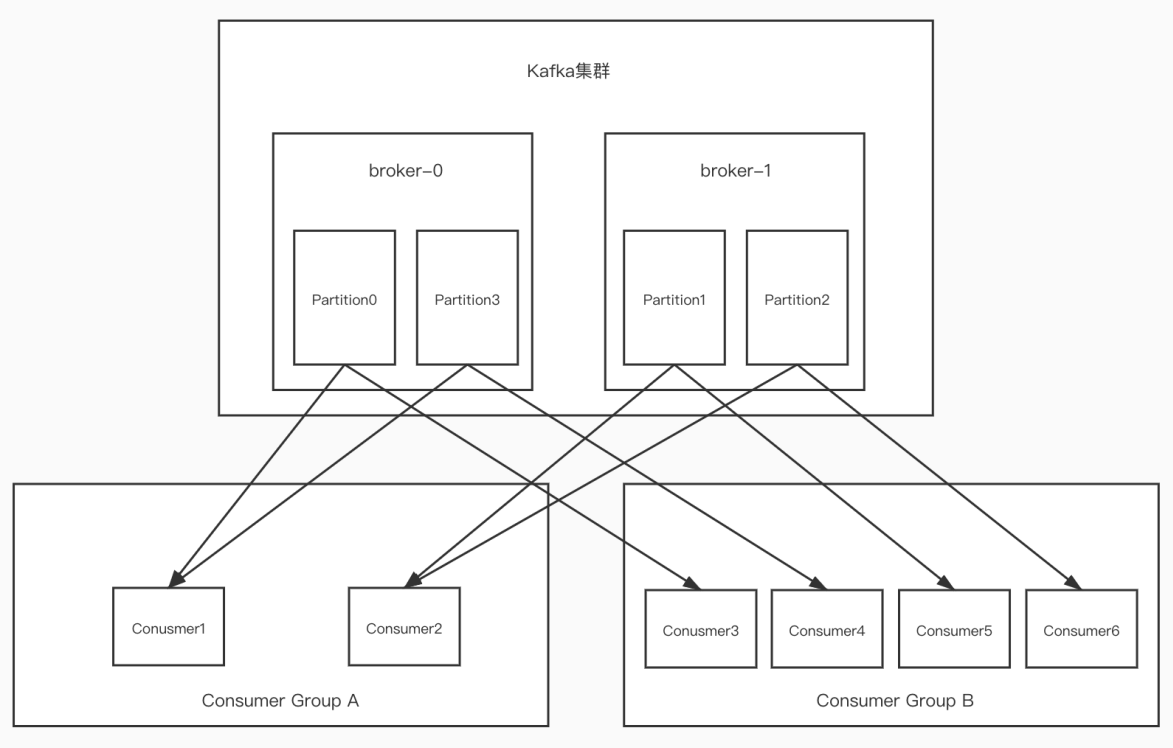 Kafka集群
broker-0
broker-1
Partition0
Partition3
Partition1
Partition2
Conusmer1
Consumer2
Conusmer3
Consumer4
Consumer5
Consumer6
Consumer Group A
Consumer Group B